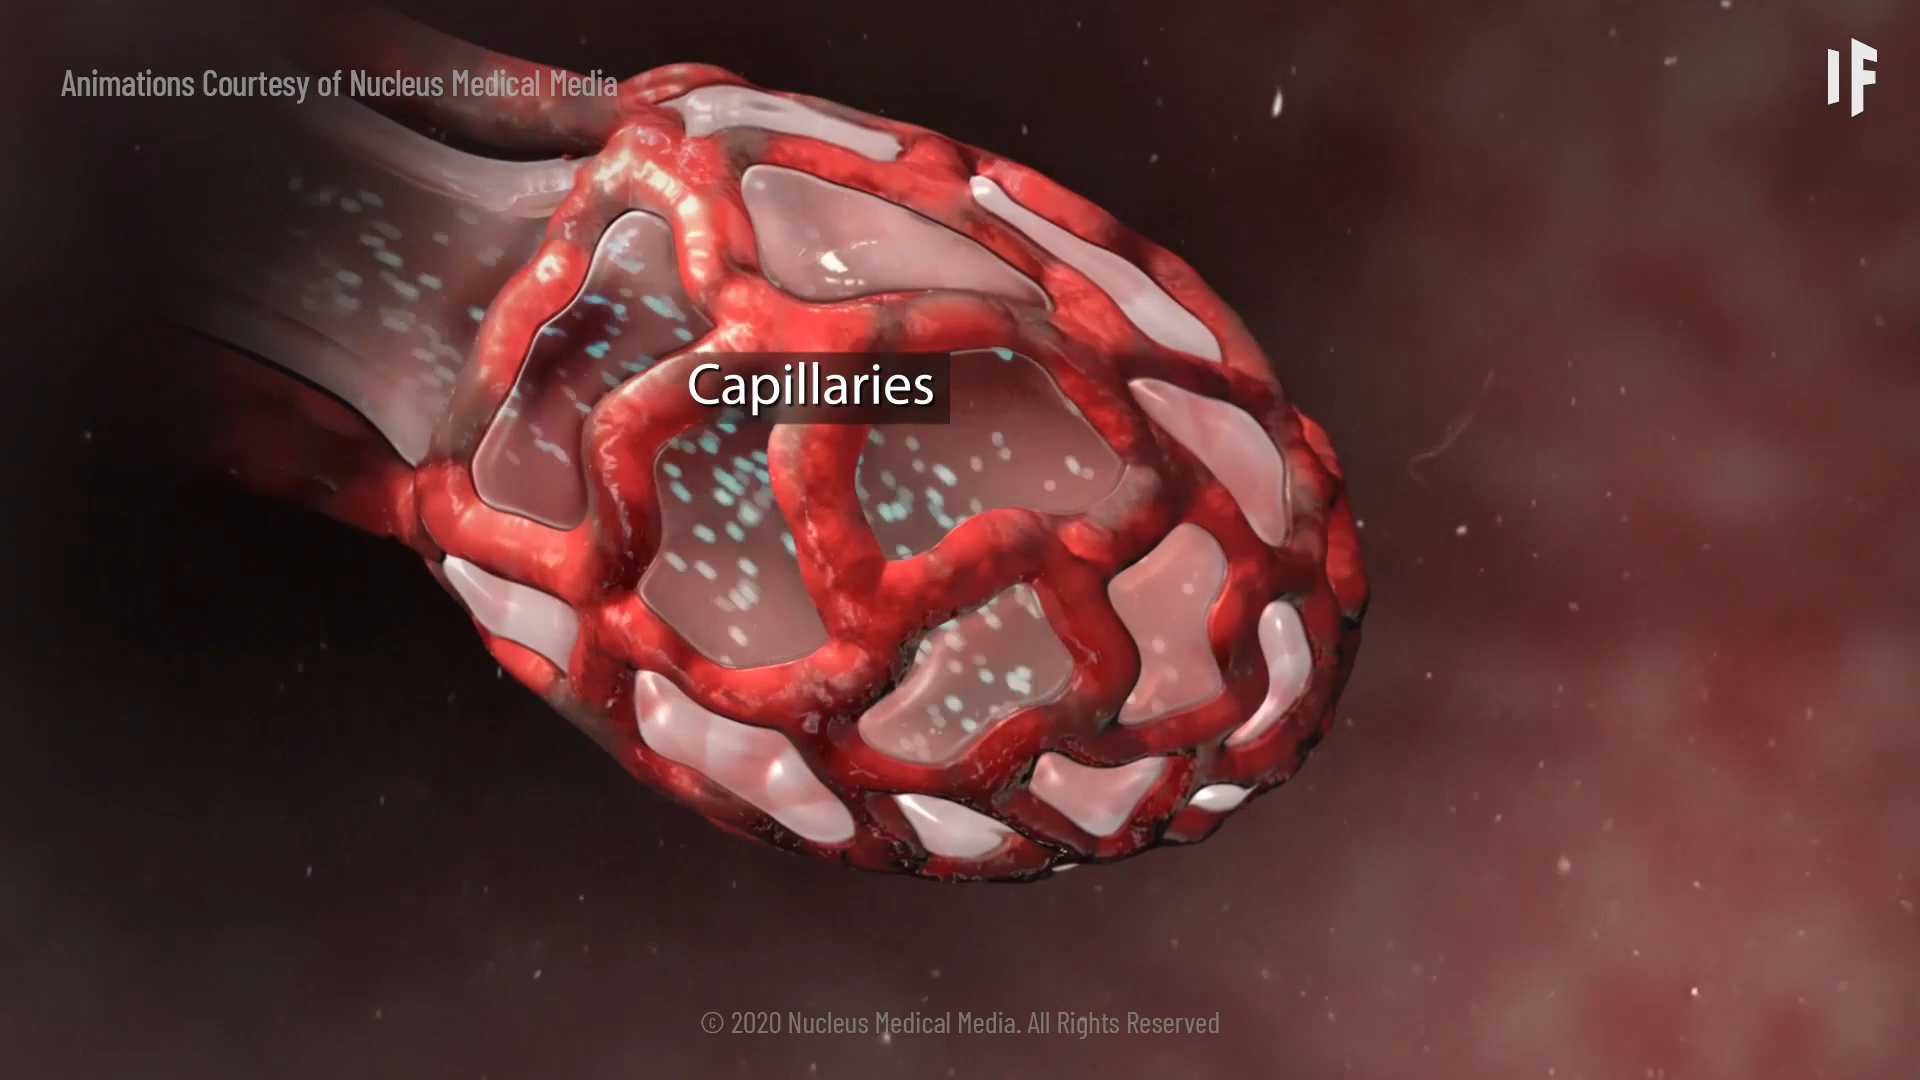 Animations Courtesy of Nucleus Medical Media
IF
Capillaries
© 2020 Nucleus Medical Media. All Rights Reserved